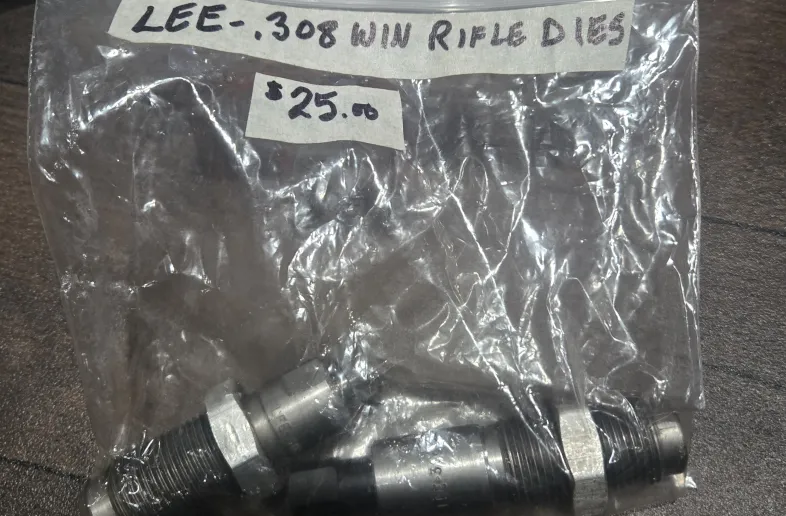 LEE-.308 WIN RIFLE DIES
$25.00